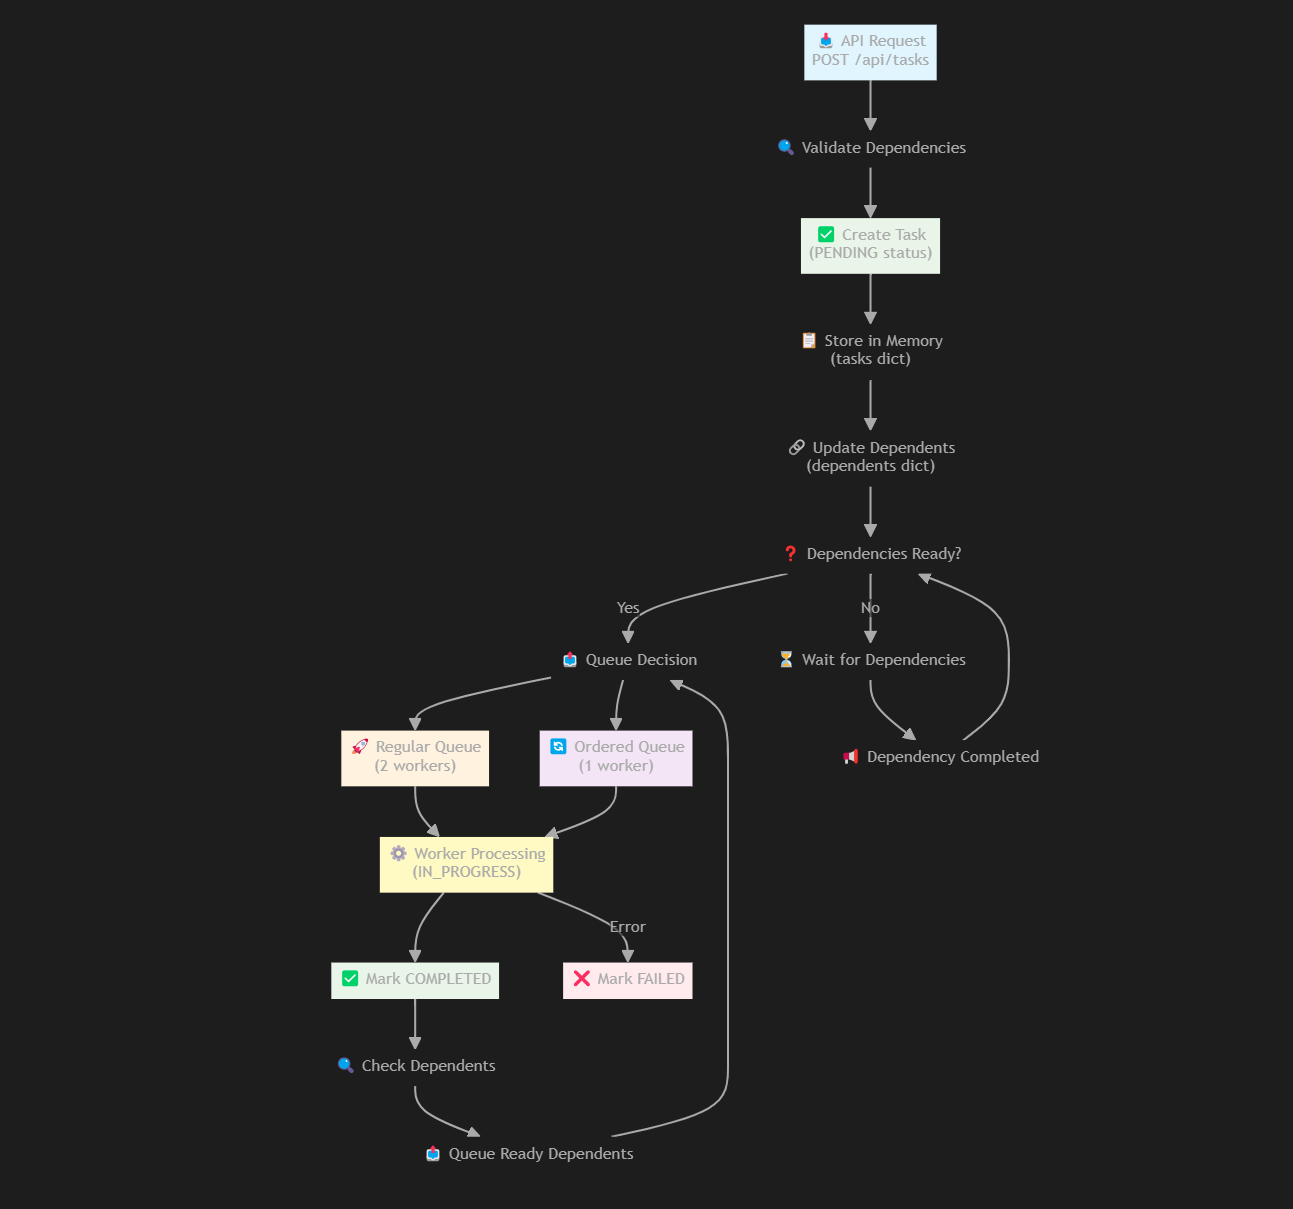 📥 API Request
POST /api/tasks
🔍 Validate Dependencies
✅ Create Task
(PENDING status)
📋 Store in Memory
(tasks dict)
🔗 Update Dependents
(dependents dict)
❓ Dependencies Ready?
Yes
No
📤 Queue Decision
⏳ Wait for Dependencies
🚀 Regular Queue
(2 workers)
🔄 Ordered Queue
(1 worker)
📢 Dependency Completed
⚙️ Worker Processing
(IN_PROGRESS)
Error
✅ Mark COMPLETED
❌ Mark FAILED
🔍 Check Dependents
📤 Queue Ready Dependents